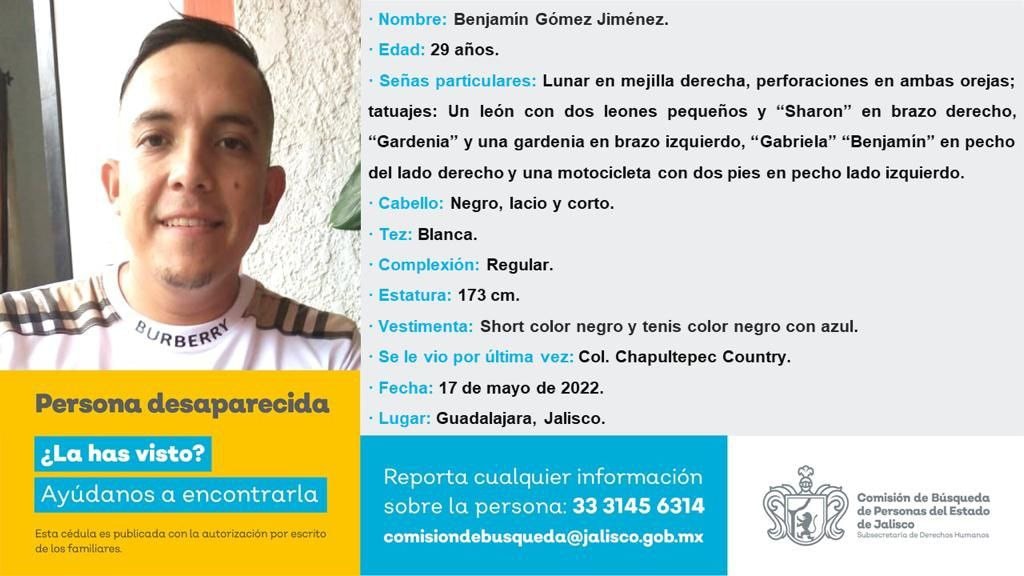 BURBERRY
· Nombre: Benjamín Gómez Jiménez.
· Edad: 29 años.
· Señas particulares: Lunar en mejilla derecha, perforaciones en ambas orejas;
tatuajes: Un león con dos leones pequeños y “Sharon” en brazo derecho,
“Gardenia” y una gardenia en brazo izquierdo, “Gabriela” “Benjamín” en pecho
del lado derecho y una motocicleta con dos pies en pecho lado izquierdo.
· Cabello: Negro, lacio y corto.
· Tez: Blanca.
· Complexión: Regular.
· Estatura: 173 cm.
· Vestimenta: Short color negro y tenis color negro con azul.
· Se le vio por última vez: Col. Chapultepec Country.
· Fecha: 17 de mayo de 2022.
· Lugar: Guadalajara, Jalisco.
Persona desaparecida
¿La has visto?
Ayúdanos a encontrarla
Esta cédula es publicada con la autorización por escrito
de los familiares.
Reporta cualquier información
sobre la persona: 33 3145 6314
comisiondebusqueda@jalisco.gob.mx
Comisión de Búsqueda
de Personas del Estado
de Jalisco
Subsecretaría de Derechos Humanos